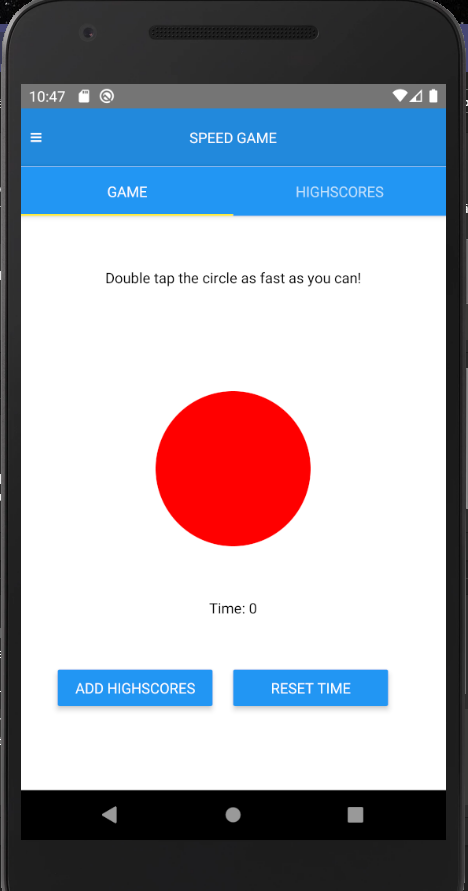 10:47
SPEED GAME
GAME HIGHSCORES
Double tap the circle as fast as you can!
Time: 0
ADD HIGHSCORES RESET TIME